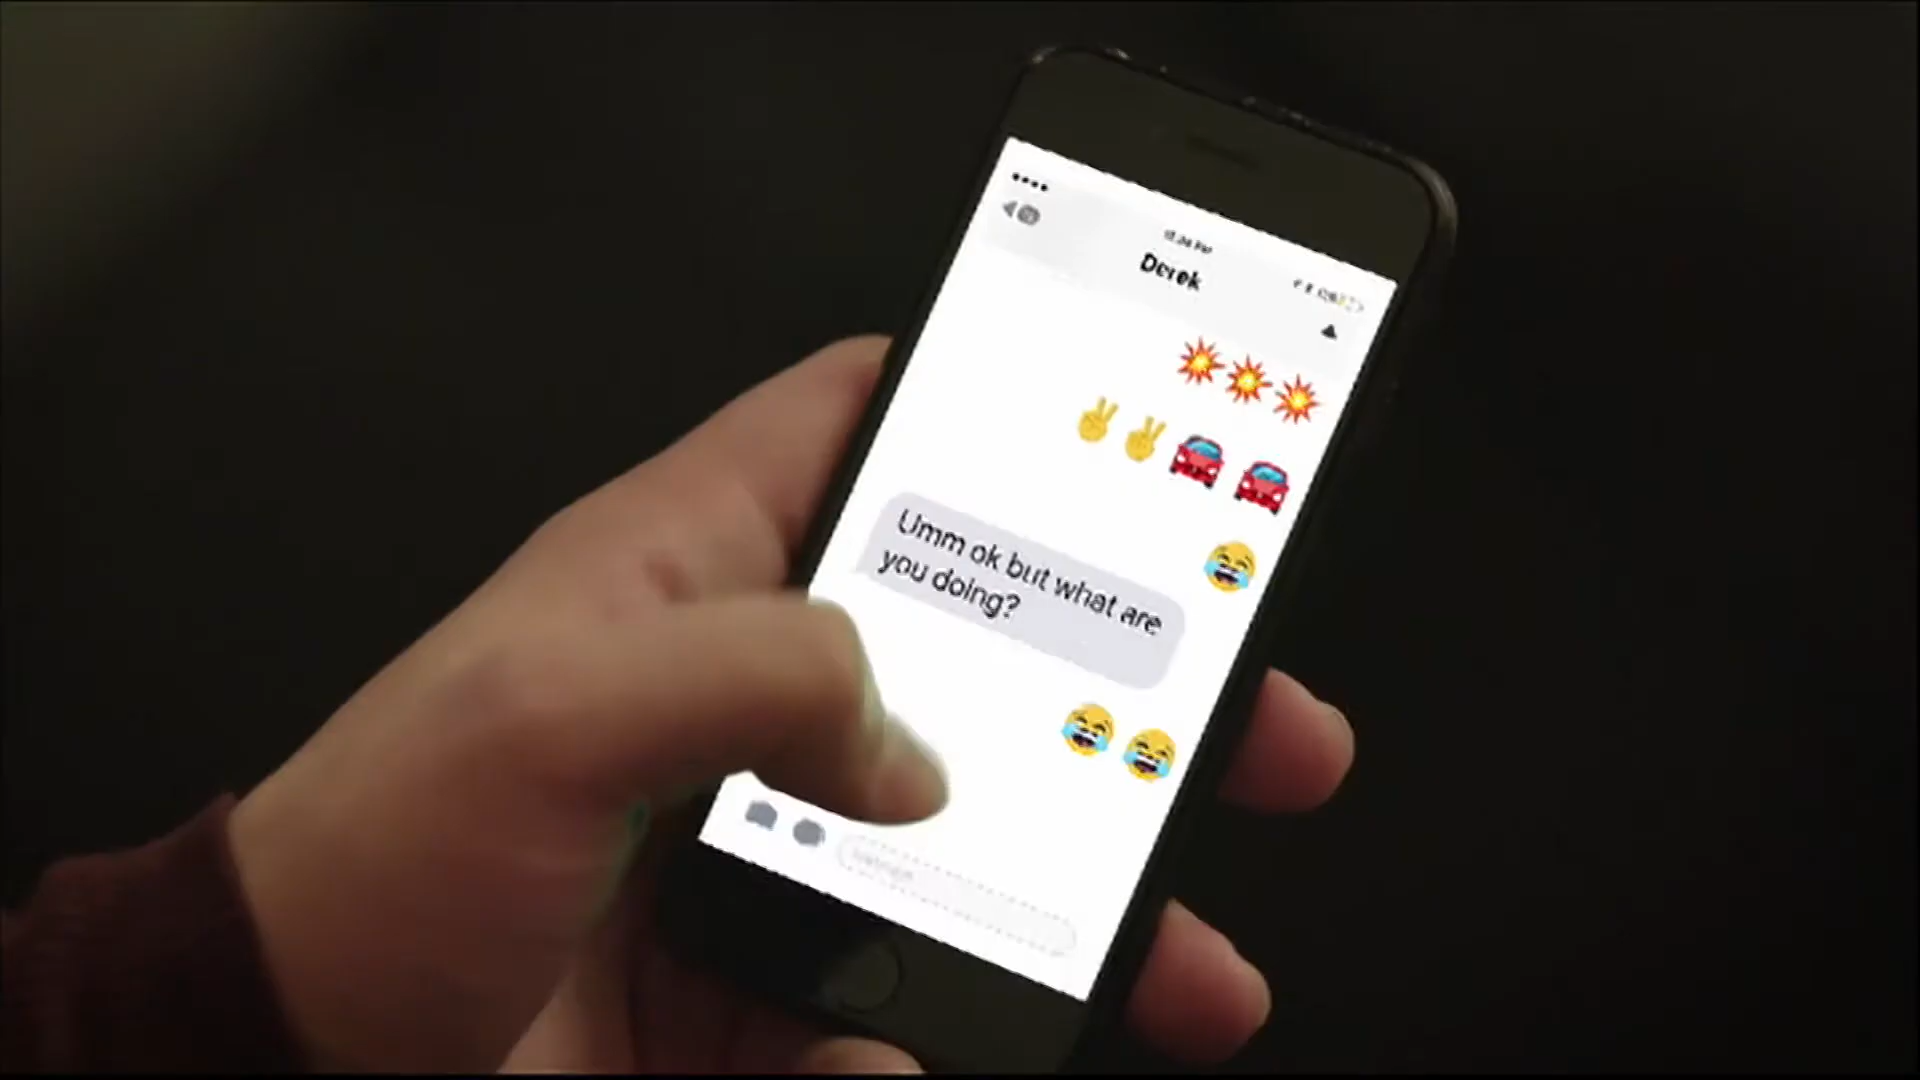 Derek
💥💥💥
✌️✌️🚗🚗
😂
Umm ok but what are
you doing?
😂😂